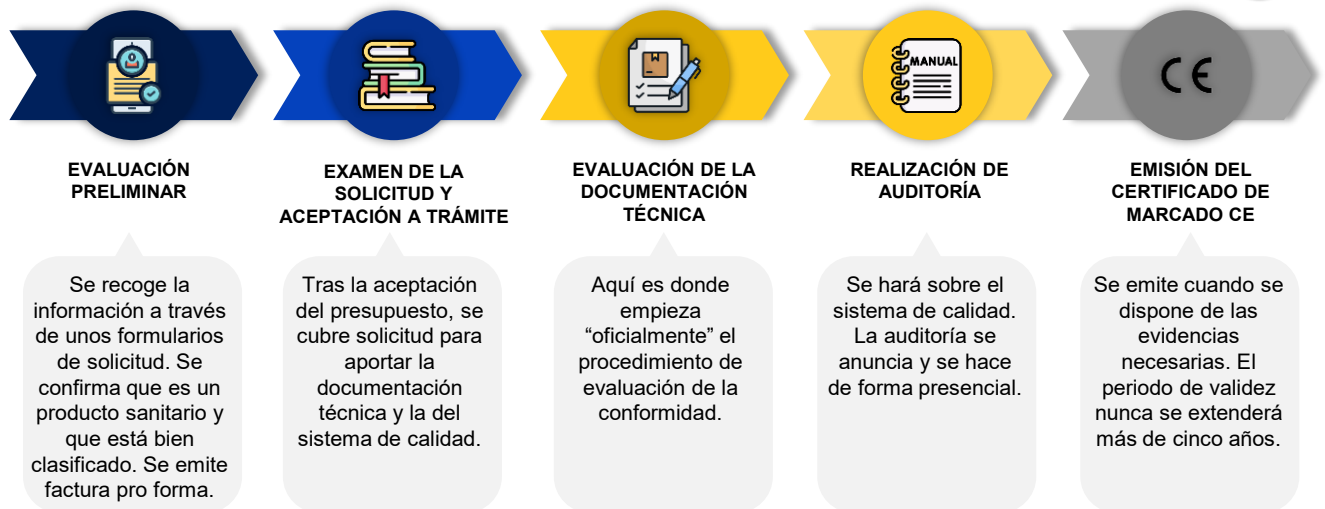 MANUAL
CE
EVALUACIÓN
PRELIMINAR
EXAMEN DE LA
SOLICITUD Y
ACEPTACIÓN A TRÁMITE
EVALUACIÓN DE LA
DOCUMENTACIÓN
TÉCNICA
REALIZACIÓN DE
AUDITORÍA
EMISIÓN DEL
CERTIFICADO DE
MARCADO CE
Se recoge la
información a través
de unos formularios
de solicitud. Se
confirma que es un
producto sanitario y
que está bien
clasificado. Se emite
factura pro forma.
Tras la aceptación
del presupuesto, se
cubre solicitud para
aportar la
documentación
técnica y la del
sistema de calidad.
Aquí es donde
empieza
“oficialmente” el
procedimiento de
evaluación de la
conformidad.
Se hará sobre el
sistema de calidad.
La auditoría se
anuncia y se hace
de forma presencial.
Se emite cuando se
dispone de las
evidencias
necesarias. El
periodo de validez
nunca se extenderá
más de cinco años.